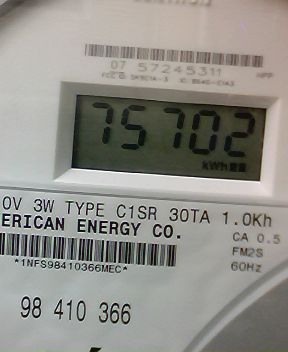 07 57245311
75702
kWh
0V 3W TYPE C1SR 30TA 1.0Kh
ERICAN ENERGY CO.
CA 0.5
FM2S
*1NFS98410366MEC*
60Hz
98 410 366